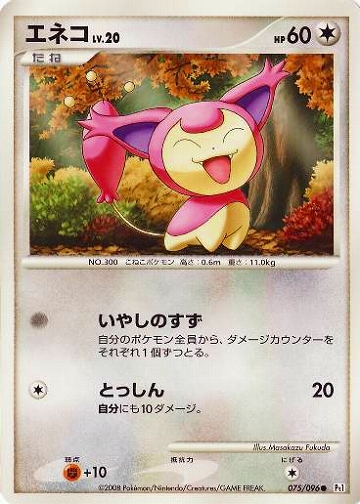 エネコ LV.20 HP 60
たね
NO.300 こねこポケモン 高さ:0.6m 重さ:11.0kg
いやしのすず
自分のポケモン全員から、ダメージカウンターを
それぞれ1個ずつとる。
とっしん 20
自分にも10ダメージ。
Illus.Masakazu Fukuda
弱点 抵抗力 にげる
+10
©2008 Pokémon/Nintendo/Creatures/GAME FREAK. Pt1 075/096